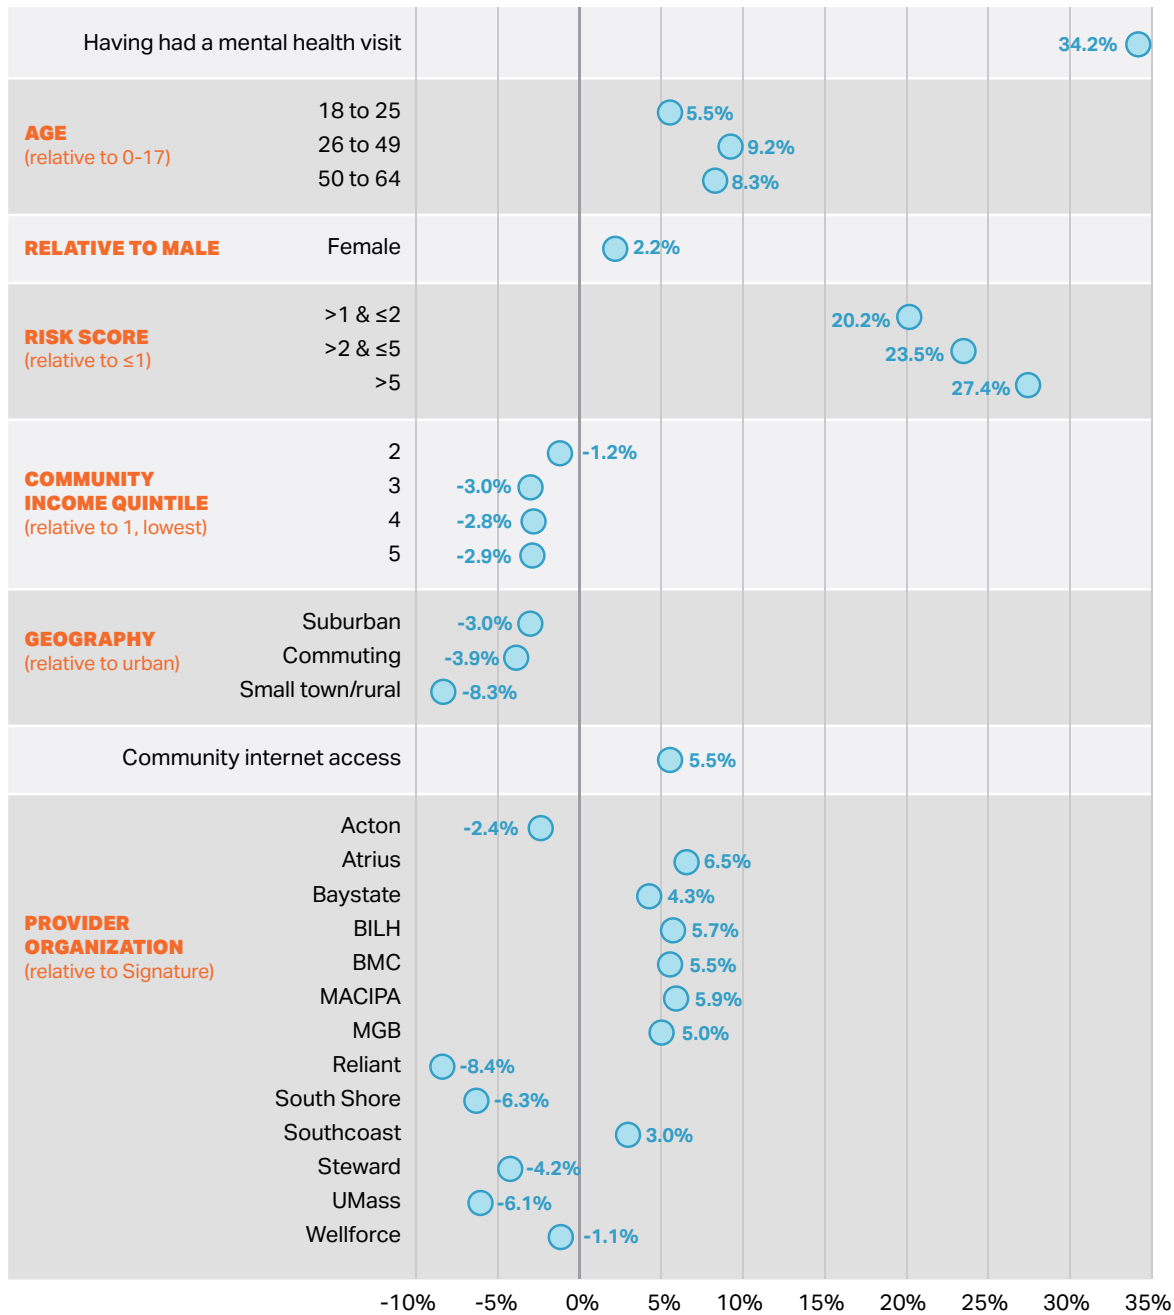 Having had a mental health visit 34.2%
AGE
(relative to 0-17)
18 to 25 5.5%
26 to 49 9.2%
50 to 64 8.3%
RELATIVE TO MALE Female 2.2%
RISK SCORE
(relative to ≤1)
>1 & ≤2 20.2%
>2 & ≤5 23.5%
>5 27.4%
COMMUNITY
INCOME QUINTILE
(relative to 1, lowest)
2 -1.2%
3 -3.0%
4 -2.8%
5 -2.9%
GEOGRAPHY
(relative to urban)
Suburban -3.0%
Commuting -3.9%
Small town/rural -8.3%
Community internet access 5.5%
PROVIDER
ORGANIZATION
(relative to Signature)
Acton -2.4%
Atrius 6.5%
Baystate 4.3%
BILH 5.7%
BMC 5.5%
MACIPA 5.9%
MGB 5.0%
Reliant -8.4%
South Shore -6.3%
Southcoast 3.0%
Steward -4.2%
UMass -6.1%
Wellforce -1.1%
-10% -5% 0% 5% 10% 15% 20% 25% 30% 35%